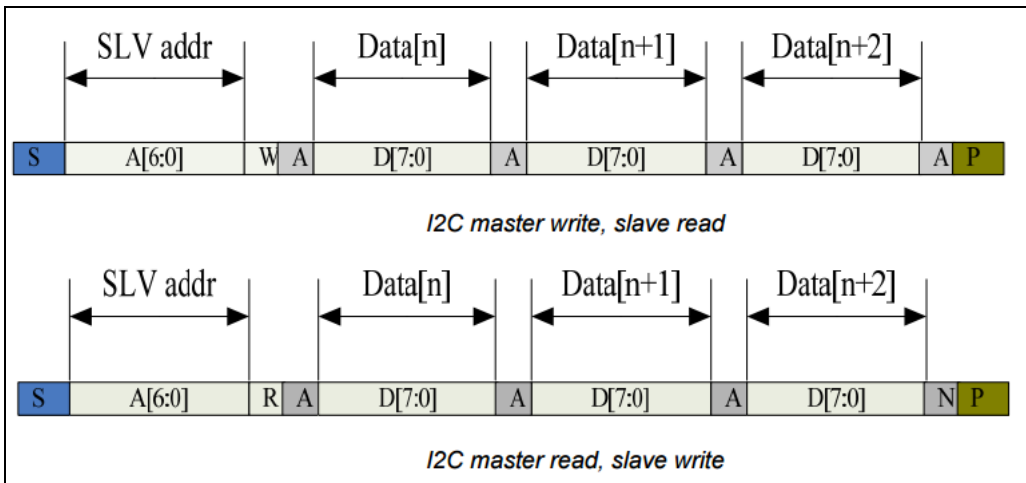 SLV addr Data[n] Data[n+1] Data[n+2]
S A[6:0] W A D[7:0] A D[7:0] A D[7:0] A P
I2C master write, slave read
SLV addr Data[n] Data[n+1] Data[n+2]
S A[6:0] R A D[7:0] A D[7:0] A D[7:0] N P
I2C master read, slave write